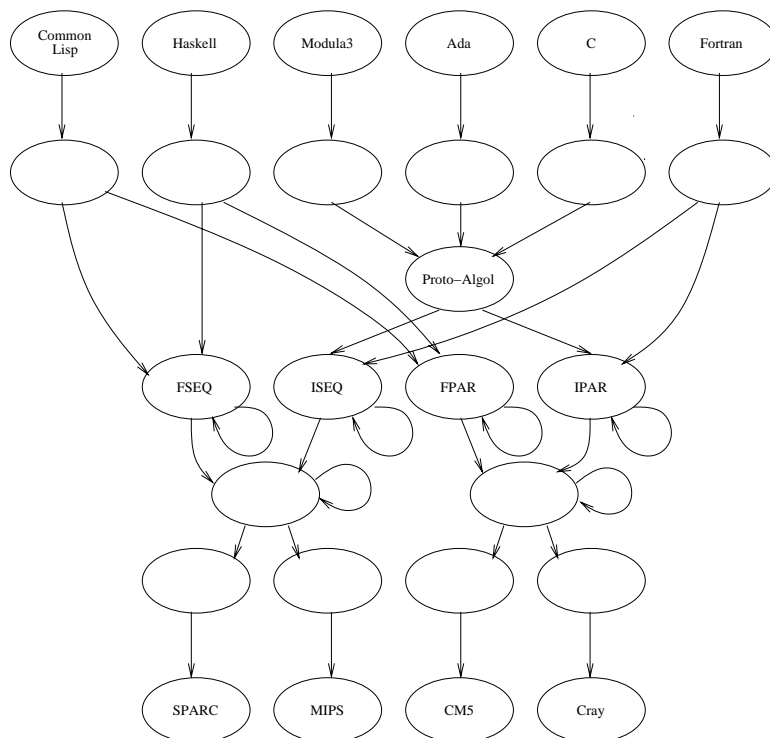 Common
Lisp
Haskell
Modula3
Ada
C
Fortran
Proto−Algol
FSEQ
ISEQ
FPAR
IPAR
SPARC
MIPS
CM5
Cray